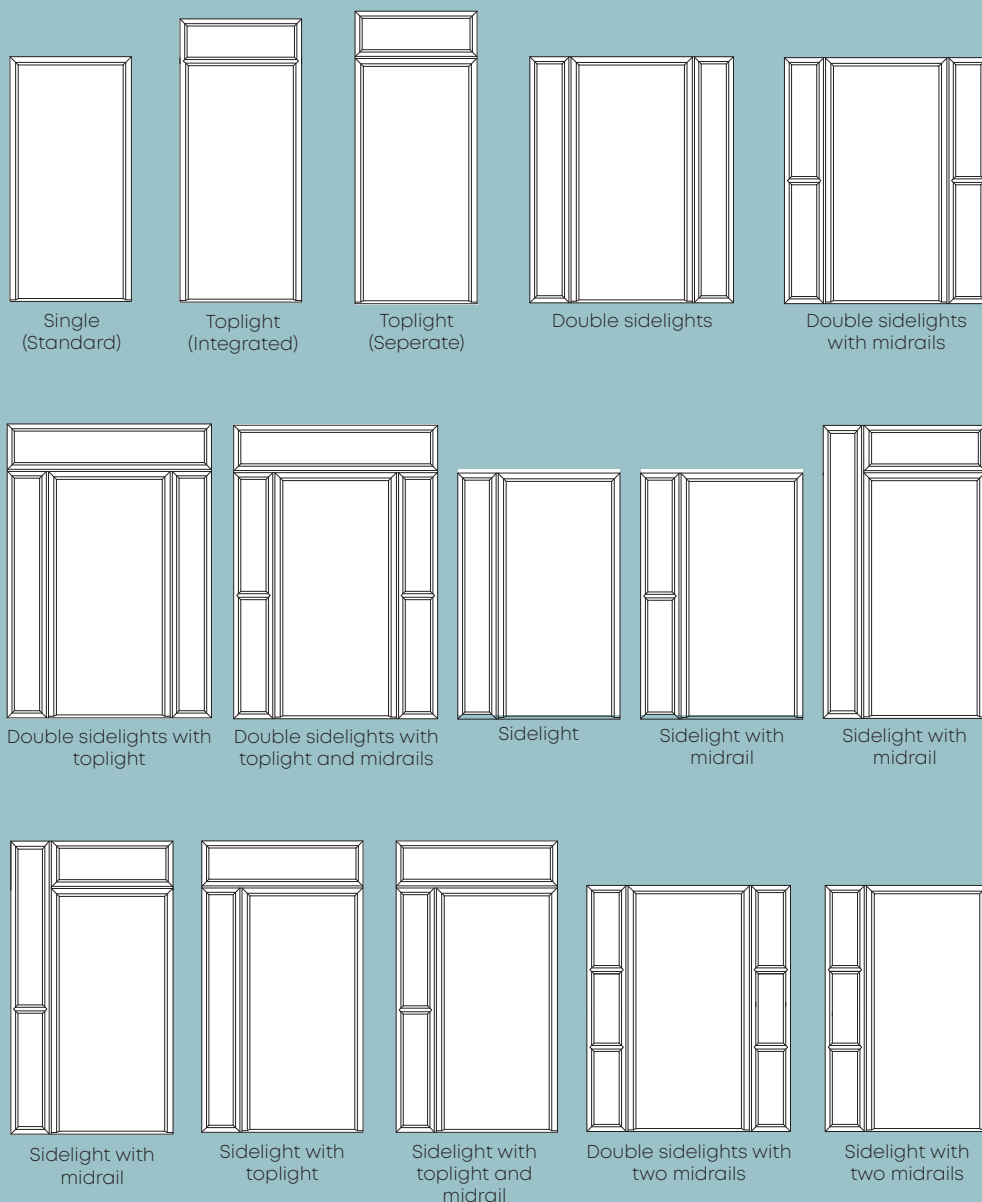 Single
(Standard)
Toplight
(Integrated)
Toplight
(Seperate)
Double sidelights
Double sidelights
with midrails
Double sidelights with
toplight
Double sidelights with
toplight and midrails
Sidelight
Sidelight with
midrail
Sidelight with
midrail
Sidelight with
midrail
Sidelight with
toplight
Sidelight with
toplight and
midrail
Double sidelights with
two midrails
Sidelight with
two midrails